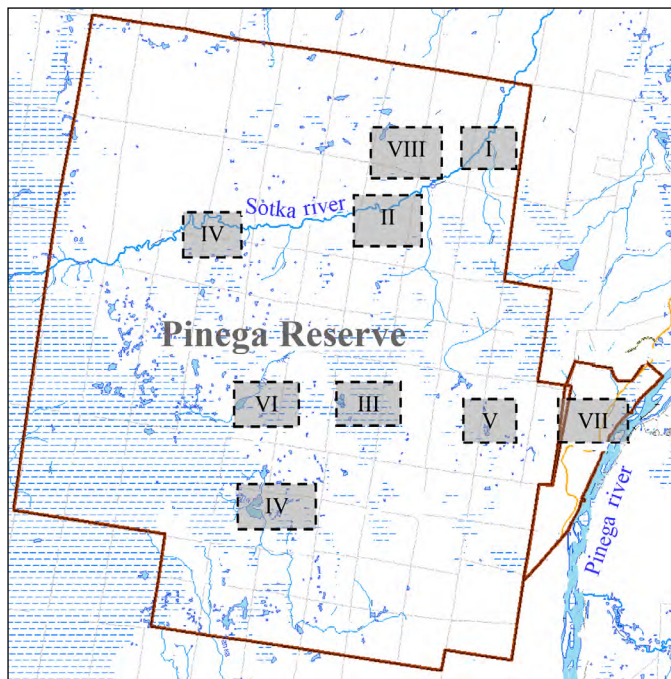 VIII
I
Sotka river
II
IV
Pinega Reserve
VI
III
V
VII
IV
Pinega river